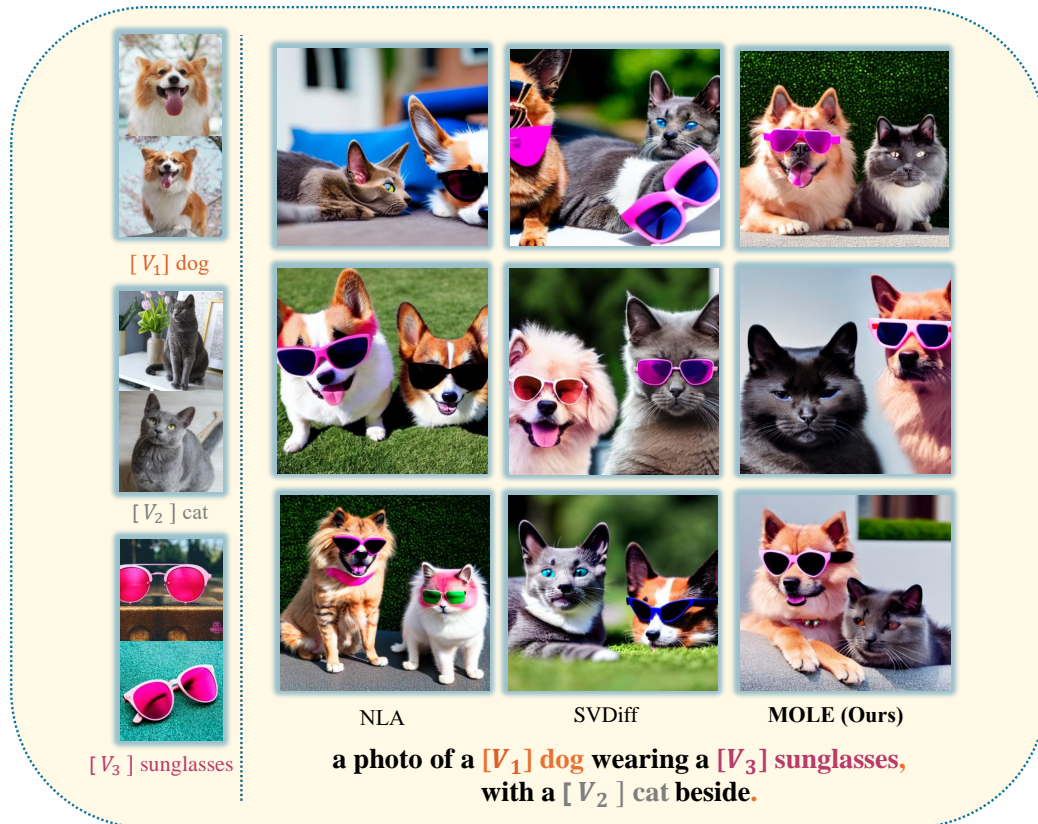 [ V₁] dog
[ V₂ ] cat
[ V₃ ] sunglasses
NLA
SVDiff
MOLE (Ours)
a photo of a [V₁] dog wearing a [V₃] sunglasses,
with a [ V₂ ] cat beside.